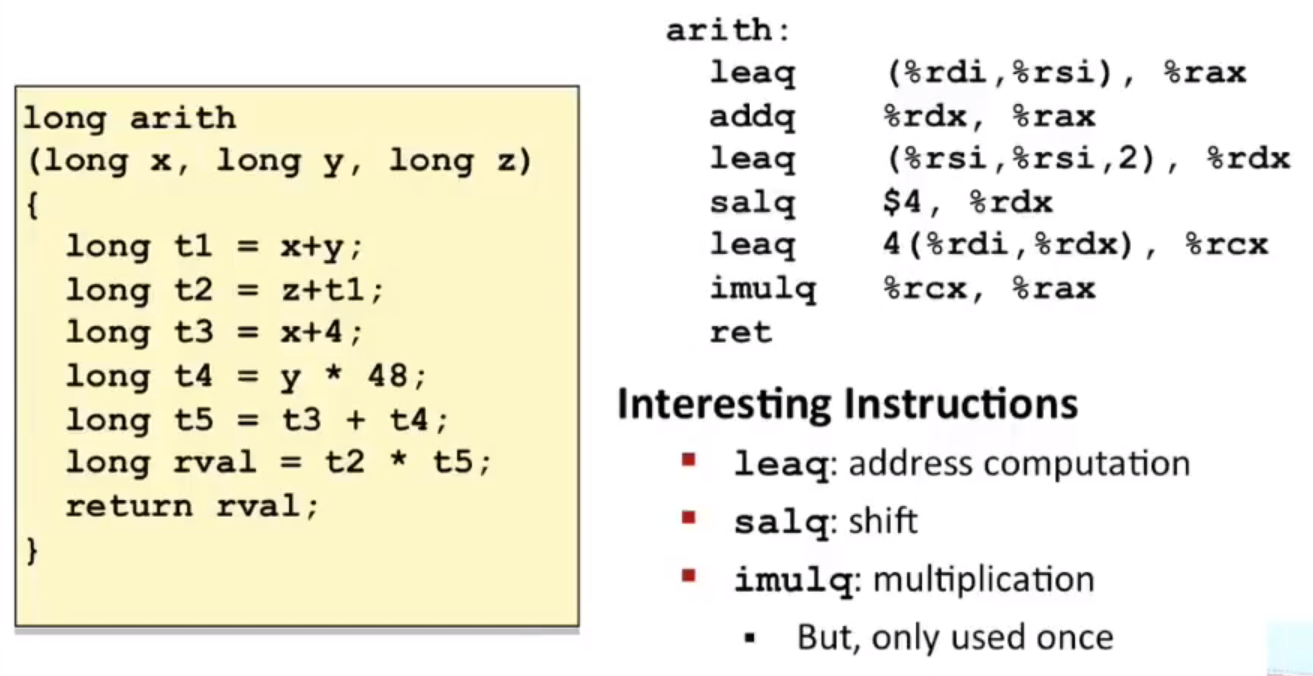 long arith
(long x, long y, long z)
{
  long t1 = x+y;
  long t2 = z+t1;
  long t3 = x+4;
  long t4 = y * 48;
  long t5 = t3 + t4;
  long rval = t2 * t5;
  return rval;
}
arith:
  leaq    (%rdi,%rsi), %rax
  addq    %rdx, %rax
  leaq    (%rsi,%rsi,2), %rdx
  salq    $4, %rdx
  leaq    4(%rdi,%rdx), %rcx
  imulq   %rcx, %rax
  ret
Interesting Instructions
▪ leaq: address computation
▪ salq: shift
▪ imulq: multiplication
▪ But, only used once